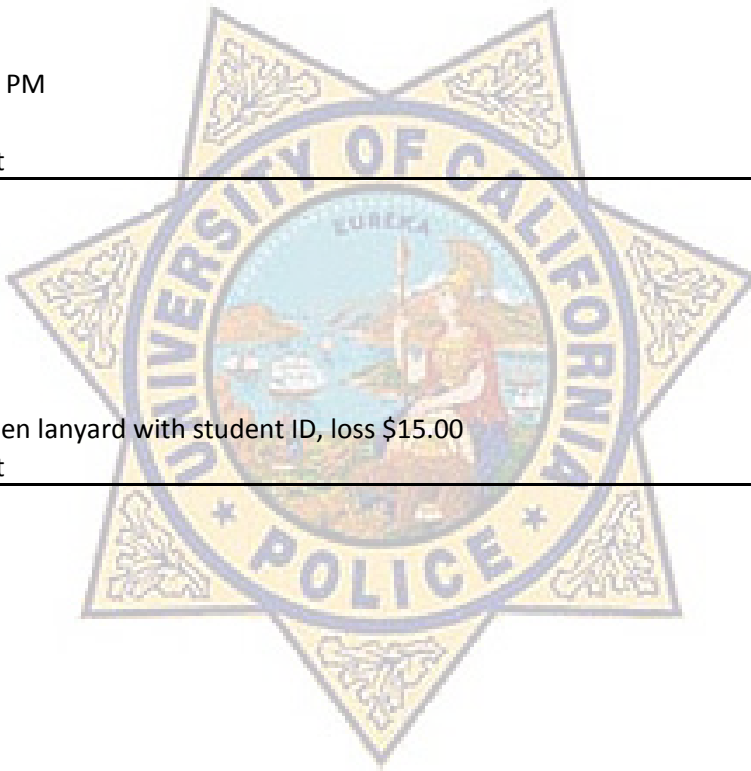 PM
t
UNIVERSITY OF CALIFORNIA
EUREKA
en lanyard with student ID, loss $15.00
t
* POLICE *